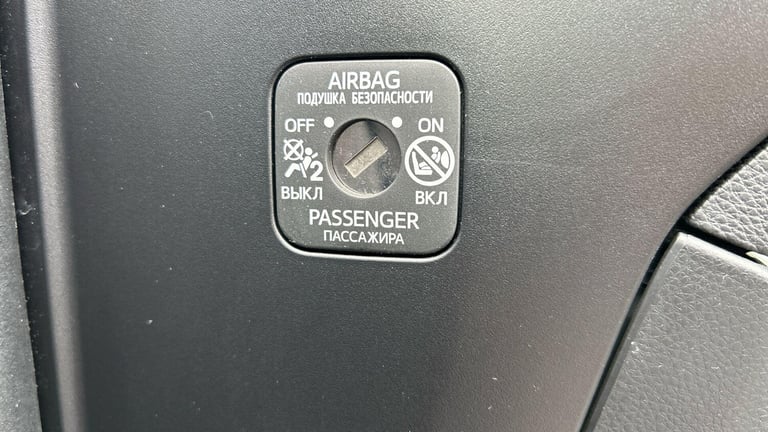 AIRBAG
ПОДУШКА БЕЗОПАСНОСТИ
OFF ON
2
ВЫКЛ ВКЛ
PASSENGER
ПАССАЖИРА